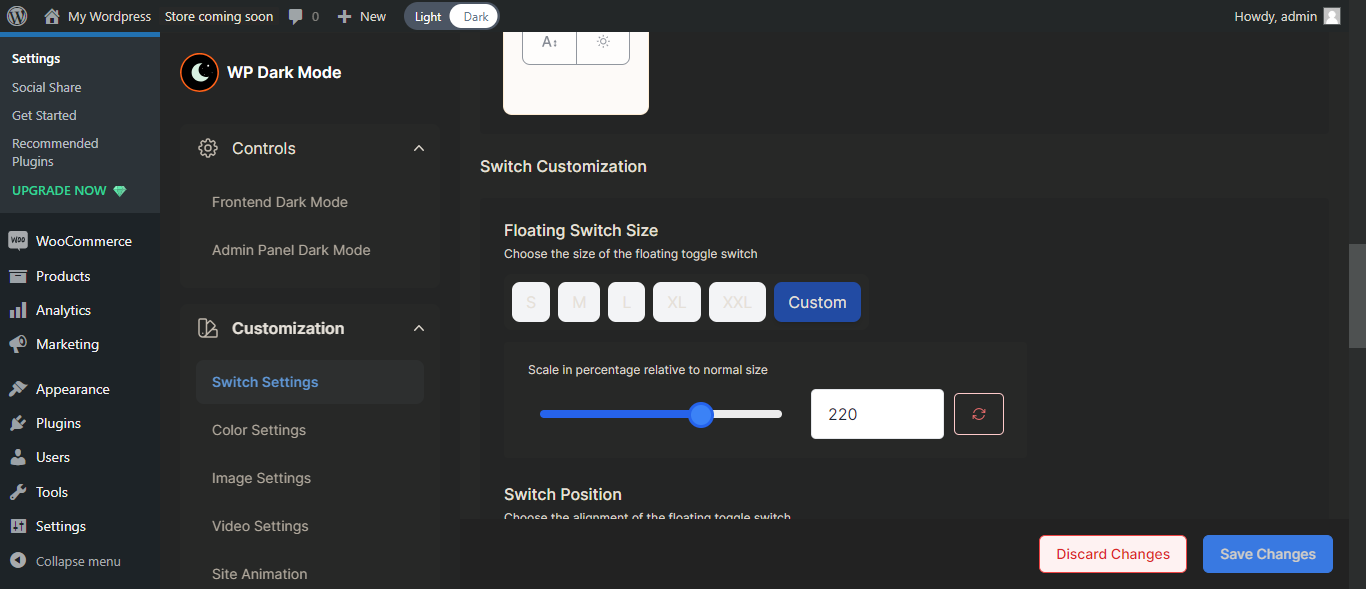 My Wordpress
Store coming soon
0
New
Light
Dark
Howdy, admin
Settings
Social Share
Get Started
Recommended
Plugins
UPGRADE NOW
WooCommerce
Products
Analytics
Marketing
Appearance
Plugins
Users
Tools
Settings
Collapse menu
WP Dark Mode
Controls
Frontend Dark Mode
Admin Panel Dark Mode
Customization
Switch Settings
Color Settings
Image Settings
Video Settings
Site Animation
A
Switch Customization
Floating Switch Size
Choose the size of the floating toggle switch
S
M
L
XL
XXL
Custom
Scale in percentage relative to normal size
220
Switch Position
Choose the alignment of the floating toggle switch
Discard Changes
Save Changes